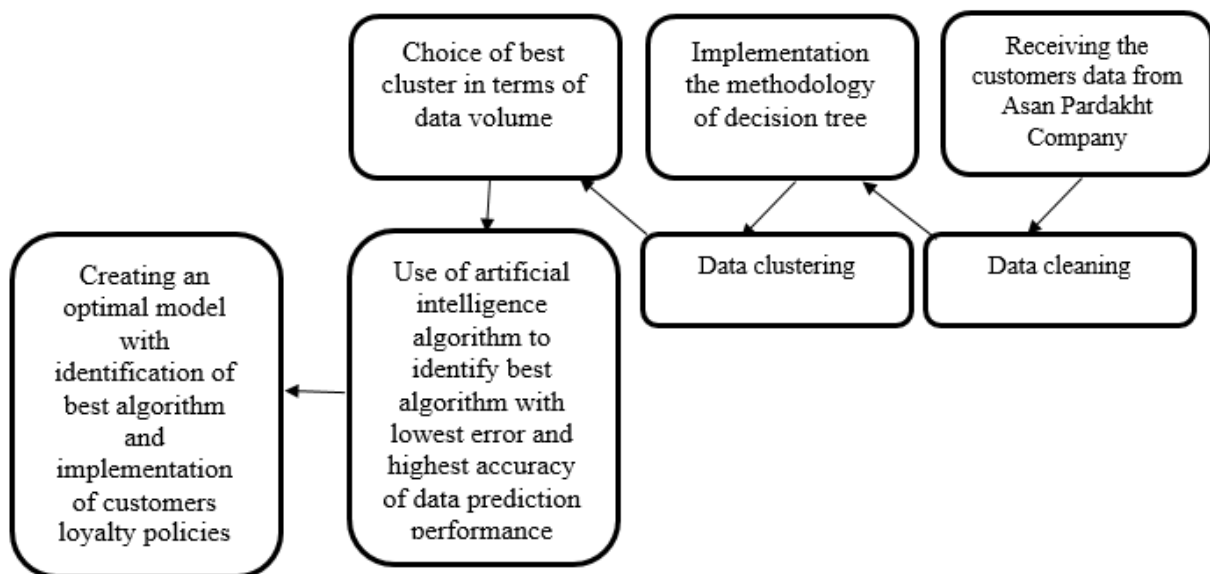 Choice of best
cluster in terms of
data volume
Implementation
the methodology
of decision tree
Receiving the
customers data from
Asan Pardakht
Company
Creating an
optimal model
with
identification of
best algorithm
and
implementation
of customers
loyalty policies
Use of artificial
intelligence
algorithm to
identify best
algorithm with
lowest error and
highest accuracy
of data prediction
performance
Data clustering
Data cleaning